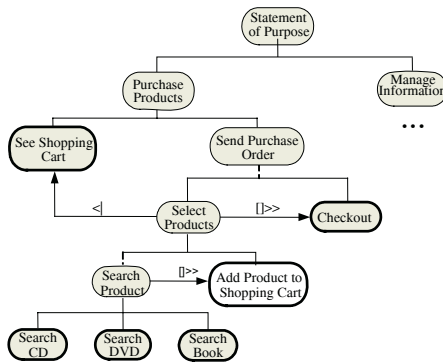 Statement
of Purpose
Purchase
Products
Manage
Information
...
See Shopping
Cart
Send Purchase
Order
<|
Select
Products
[]>>
Checkout
Search
Product
[]>>
Add Product to
Shopping Cart
Search
CD
Search
DVD
Search
Book